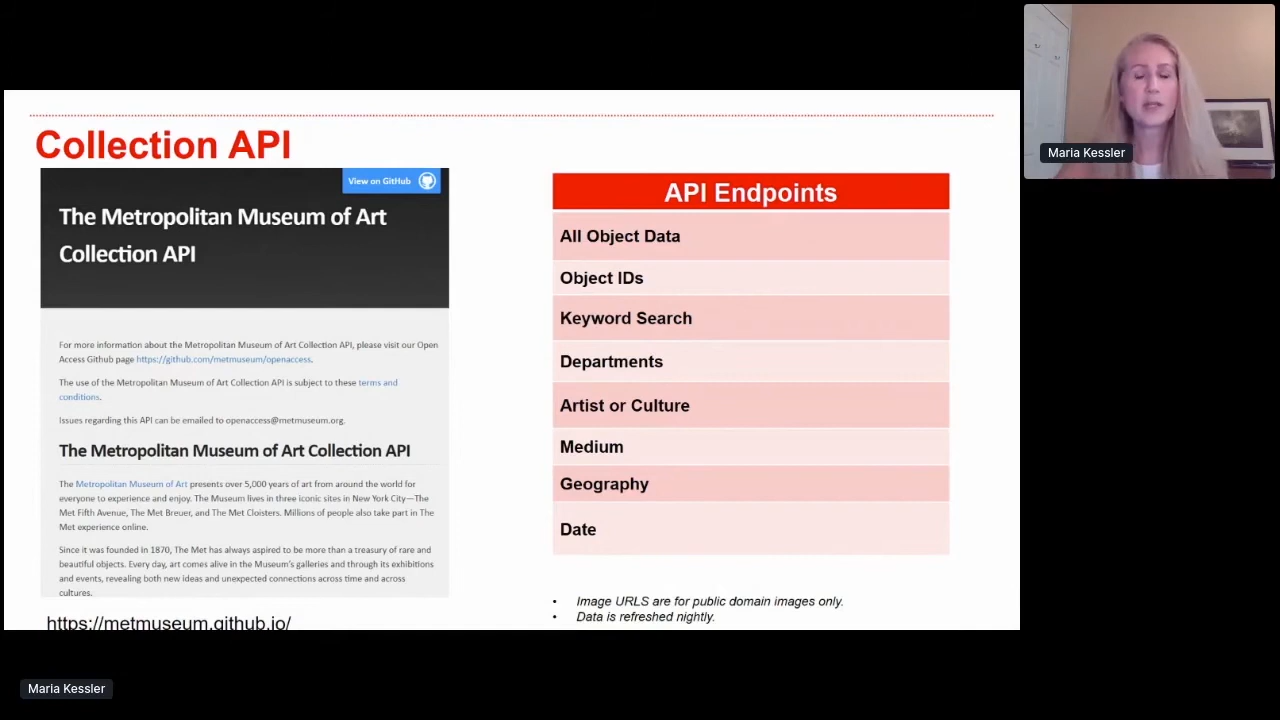 Collection API
View on GitHub
The Metropolitan Museum of Art
Collection API
For more information about the Metropolitan Museum of Art Collection API, please visit our Open
Access Github page https://github.com/metmuseum/openaccess.
The use of the Metropolitan Museum of Art Collection API is subject to these terms and
conditions.
Issues regarding this API can be emailed to openaccess@metmuseum.org.
The Metropolitan Museum of Art Collection API
The Metropolitan Museum of Art presents over 5,000 years of art from around the world for
everyone to experience and enjoy. The Museum lives in three iconic sites in New York City—The
Met Fifth Avenue, The Met Breuer, and The Met Cloisters. Millions of people also take part in The
Met experience online.
Since it was founded in 1870, The Met has always aspired to be more than a treasury of rare and
beautiful objects. Every day, art comes alive in the Museum's galleries and through its exhibitions
and events, revealing both new ideas and unexpected connections across time and across
cultures.
https://metmuseum.github.io/
API Endpoints
All Object Data
Object IDs
Keyword Search
Departments
Artist or Culture
Medium
Geography
Date
• Image URLS are for public domain images only.
• Data is refreshed nightly.
Maria Kessler
Maria Kessler